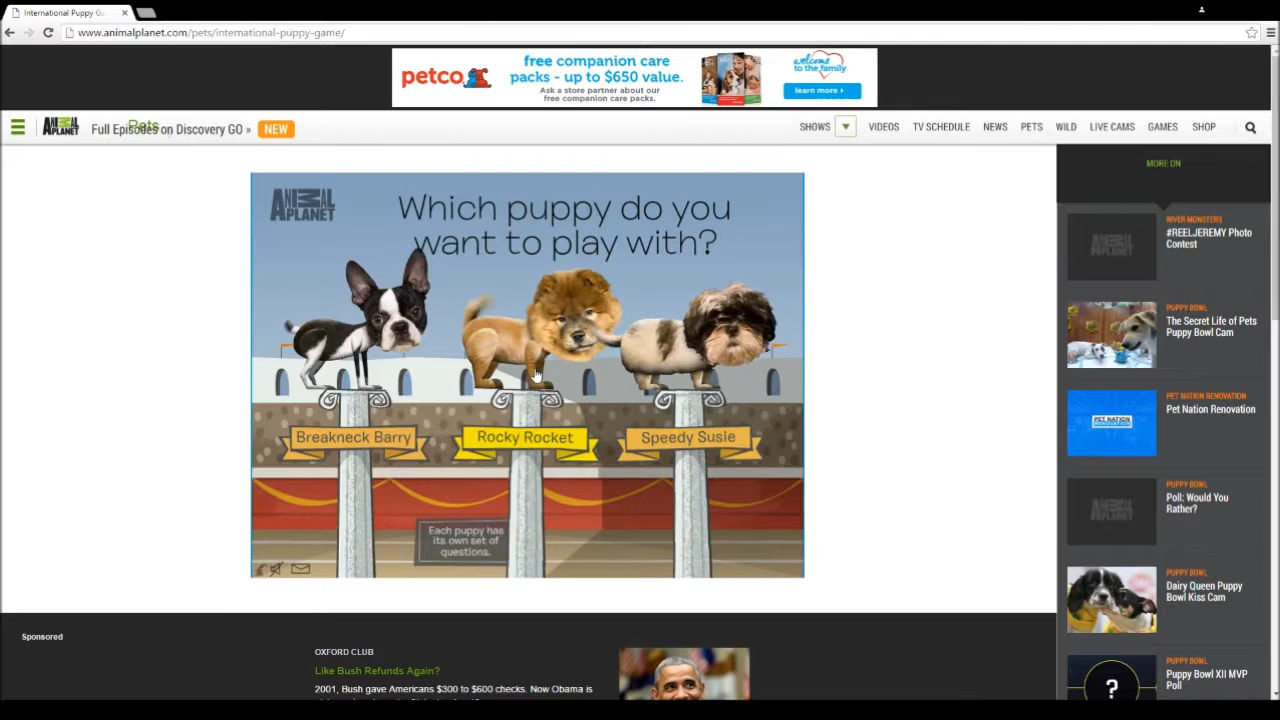 International Puppy Ga
www.animalplanet.com/pets/international-puppy-game/
petco
free companion care
packs - up to $650 value.
Ask a store partner about our
free companion care packs.
welcome
to the family
learn more
ANIMAL
PLANET
Pets
Full Episodes on Discovery GO »
NEW
SHOWS
VIDEOS
TV SCHEDULE
NEWS
PETS
WILD
LIVE CAMS
GAMES
SHOP
ANIMAL
PLANET
Which puppy do you
want to play with?
Breakneck Barry
Rocky Rocket
Speedy Susie
Each puppy has
its own set of
questions.
MORE ON
RIVER MONSTERS
#REELJEREMY Photo
Contest
PUPPY BOWL
The Secret Life of Pets
Puppy Bowl Cam
PET NATION RENOVATION
PET NATION
RENOVATION
Pet Nation Renovation
PUPPY BOWL
Poll: Would You
Rather?
PUPPY BOWL
Dairy Queen Puppy
Bowl Kiss Cam
PUPPY BOWL
Puppy Bowl XII MVP
Poll
?
Sponsored
OXFORD CLUB
Like Bush Refunds Again?
2001, Bush gave Americans $300 to $600 checks. Now Obama is